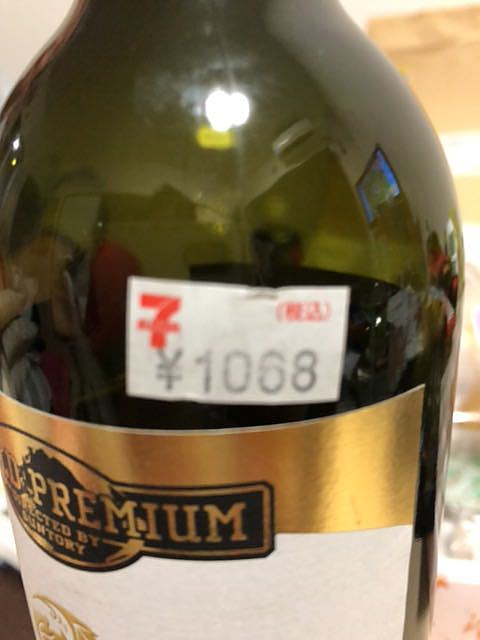 7
(税込)
¥1068
PREMIUM
SELECTED BY
SUNTORY